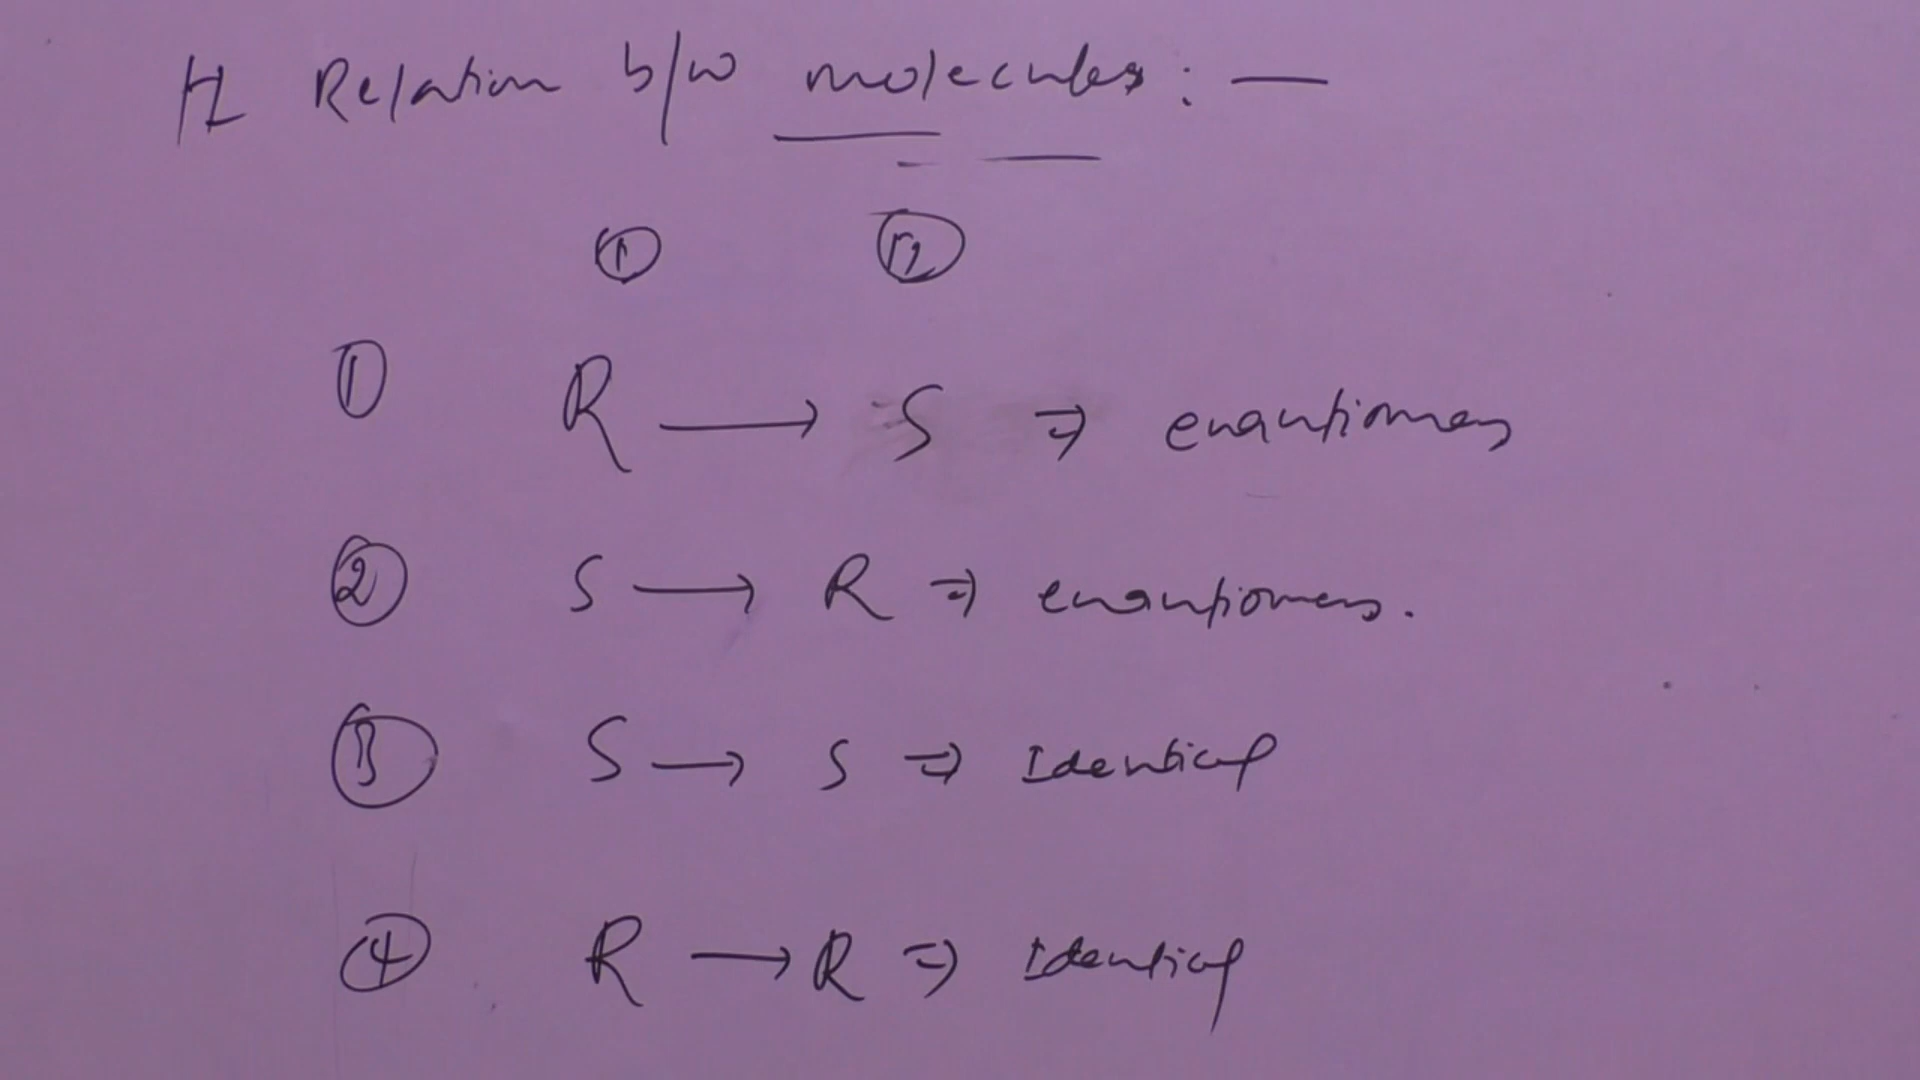 Relation b/w molecules : —
① ②
① R → S ⇒ enantiomers
② S → R ⇒ enantiomers.
③ S → S ⇒ Identical
④ R → R ⇒ Identical